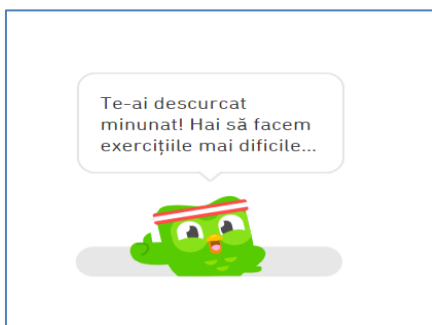 Te-ai descurcat
minunat! Hai să facem
exercițiile mai dificile...